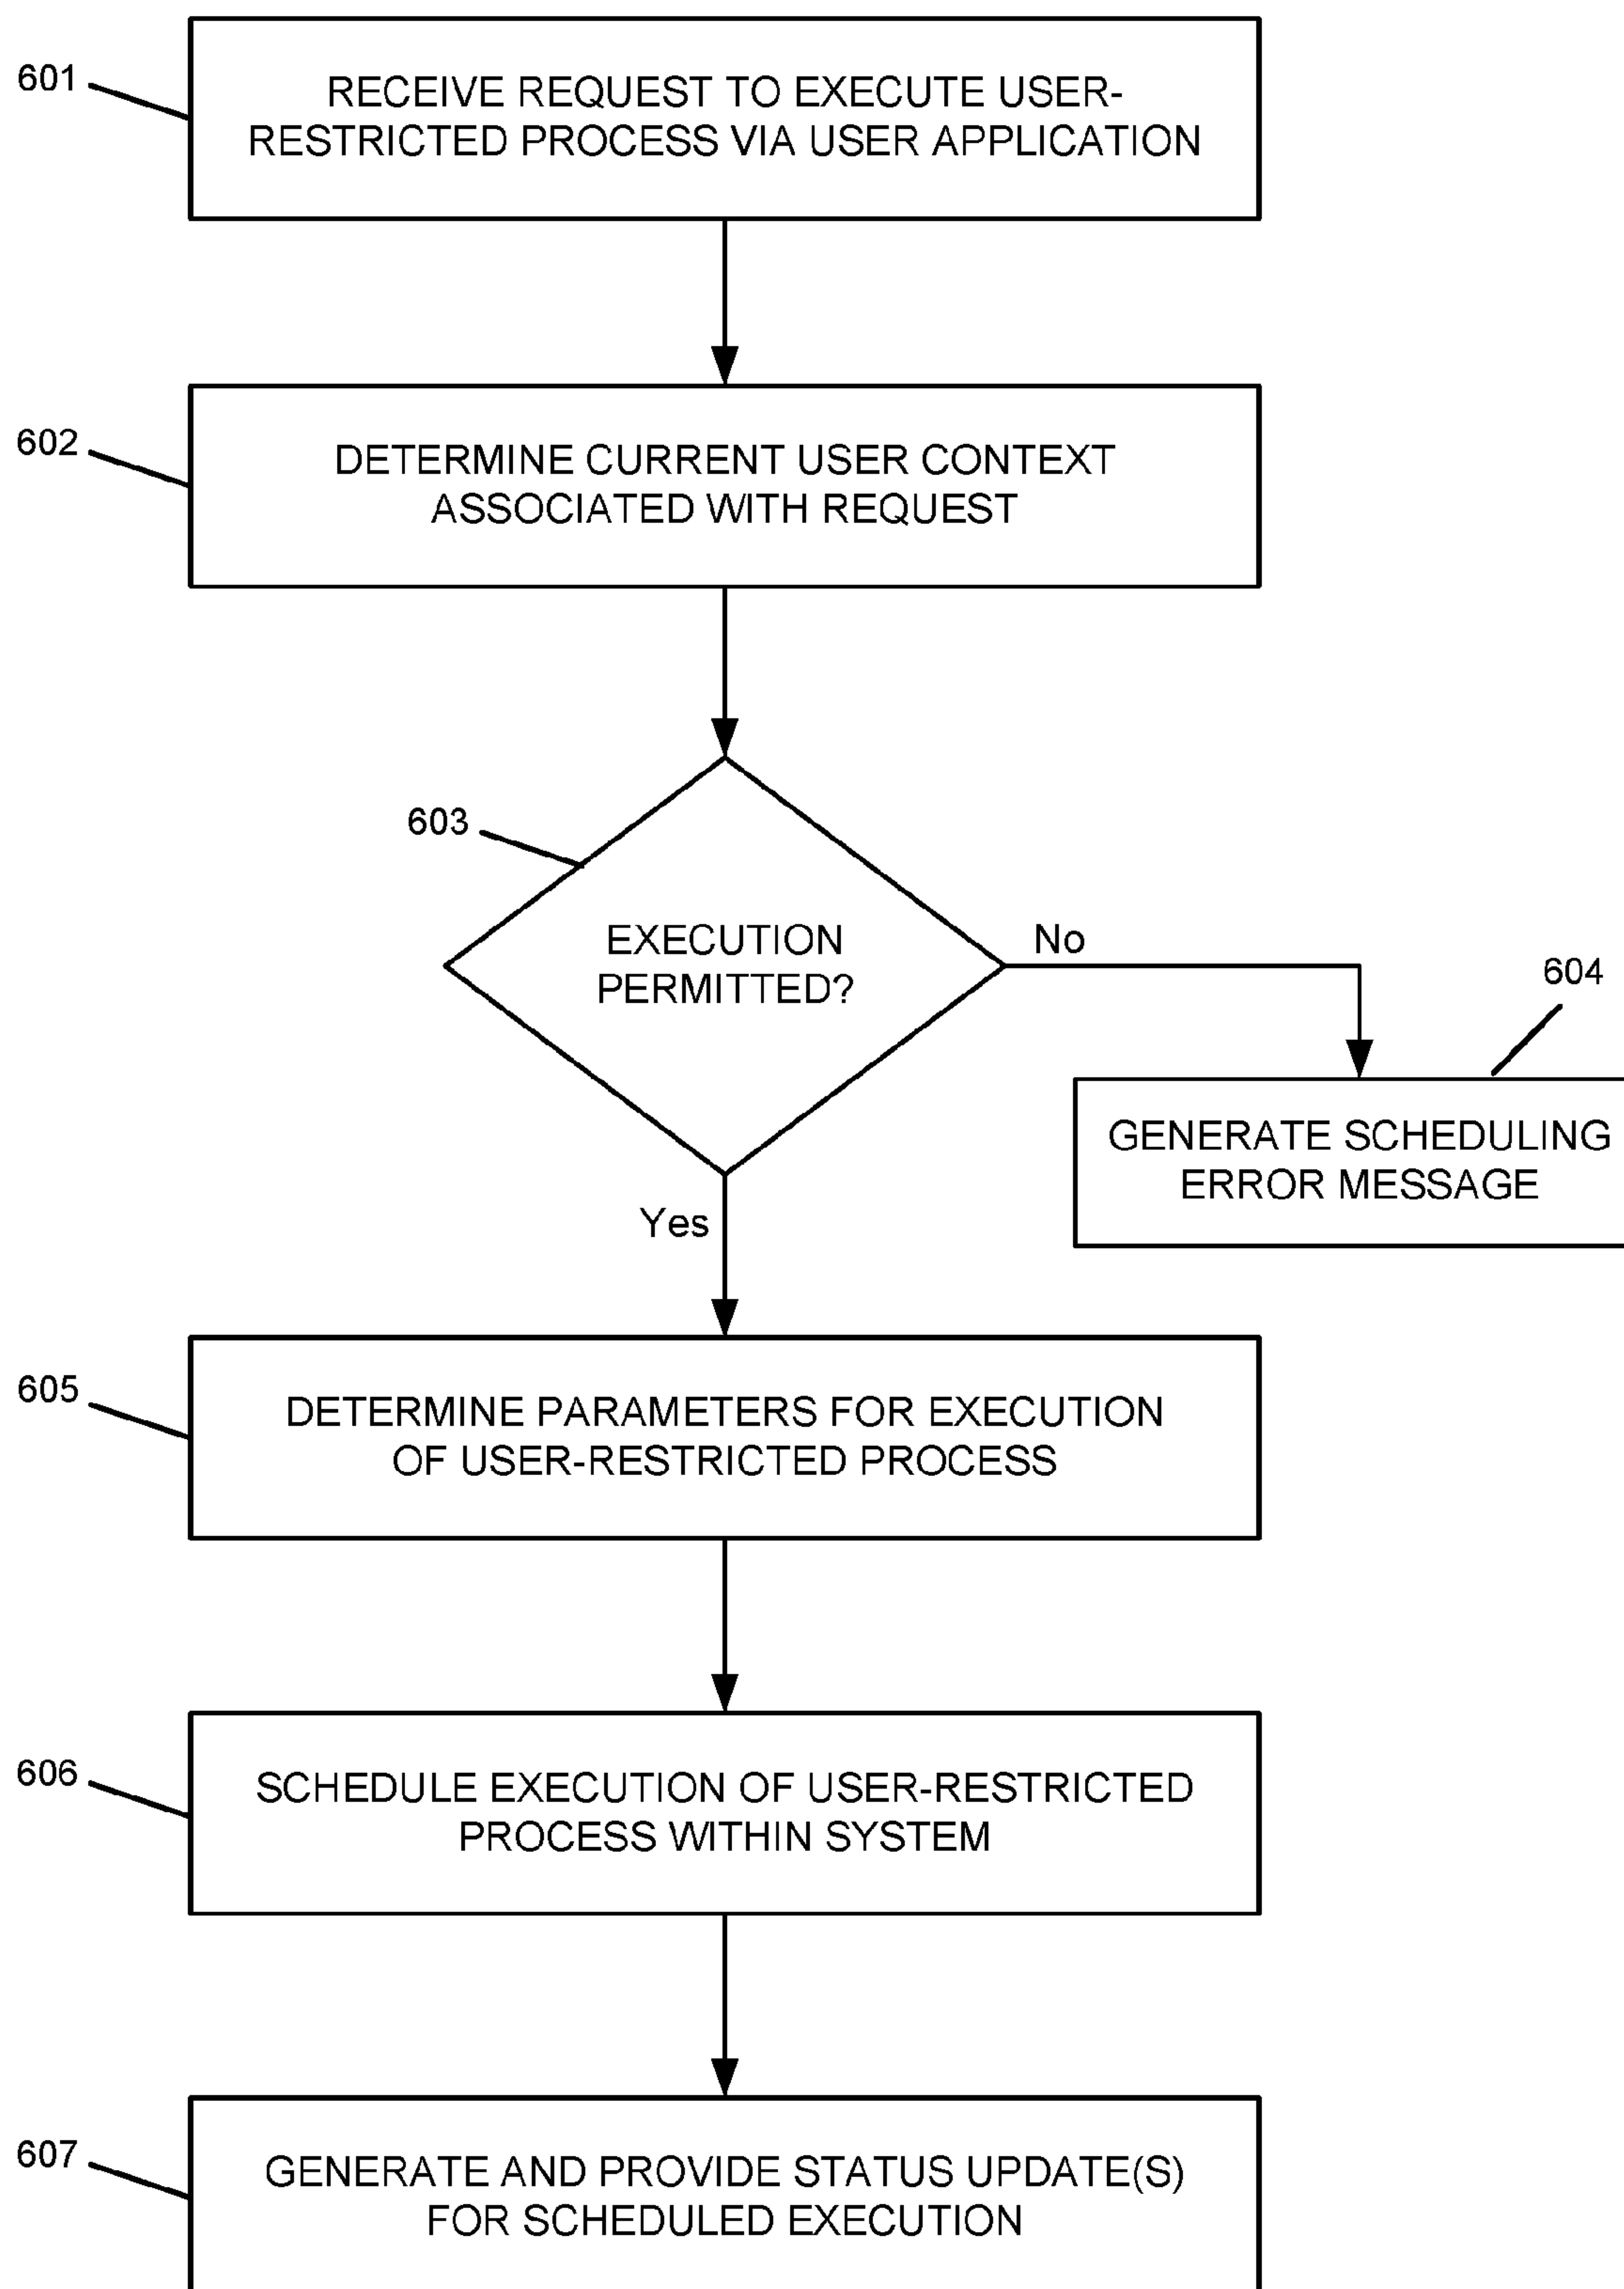 601
RECEIVE REQUEST TO EXECUTE USER-
RESTRICTED PROCESS VIA USER APPLICATION
602
DETERMINE CURRENT USER CONTEXT
ASSOCIATED WITH REQUEST
603
EXECUTION
PERMITTED?
No
604
GENERATE SCHEDULING
ERROR MESSAGE
Yes
605
DETERMINE PARAMETERS FOR EXECUTION
OF USER-RESTRICTED PROCESS
606
SCHEDULE EXECUTION OF USER-RESTRICTED
PROCESS WITHIN SYSTEM
607
GENERATE AND PROVIDE STATUS UPDATE(S)
FOR SCHEDULED EXECUTION